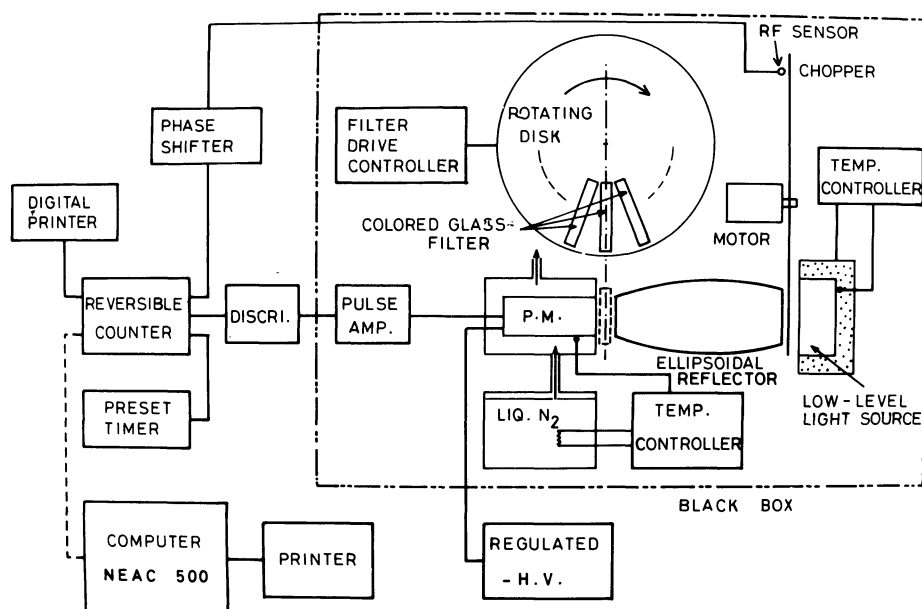 RF SENSOR
CHOPPER
ROTATING
DISK
PHASE
SHIFTER
FILTER
DRIVE
CONTROLLER
TEMP.
CONTROLLER
DIGITAL
PRINTER
COLORED GLASS-
FILTER
MOTOR
REVERSIBLE
COUNTER
DISCRI.
PULSE
AMP.
P.M.
ELLIPSOIDAL
REFLECTOR
LOW-LEVEL
LIGHT SOURCE
PRESET
TIMER
LIQ. N2
TEMP.
CONTROLLER
BLACK BOX
COMPUTER
NEAC 500
PRINTER
REGULATED
-H.V.